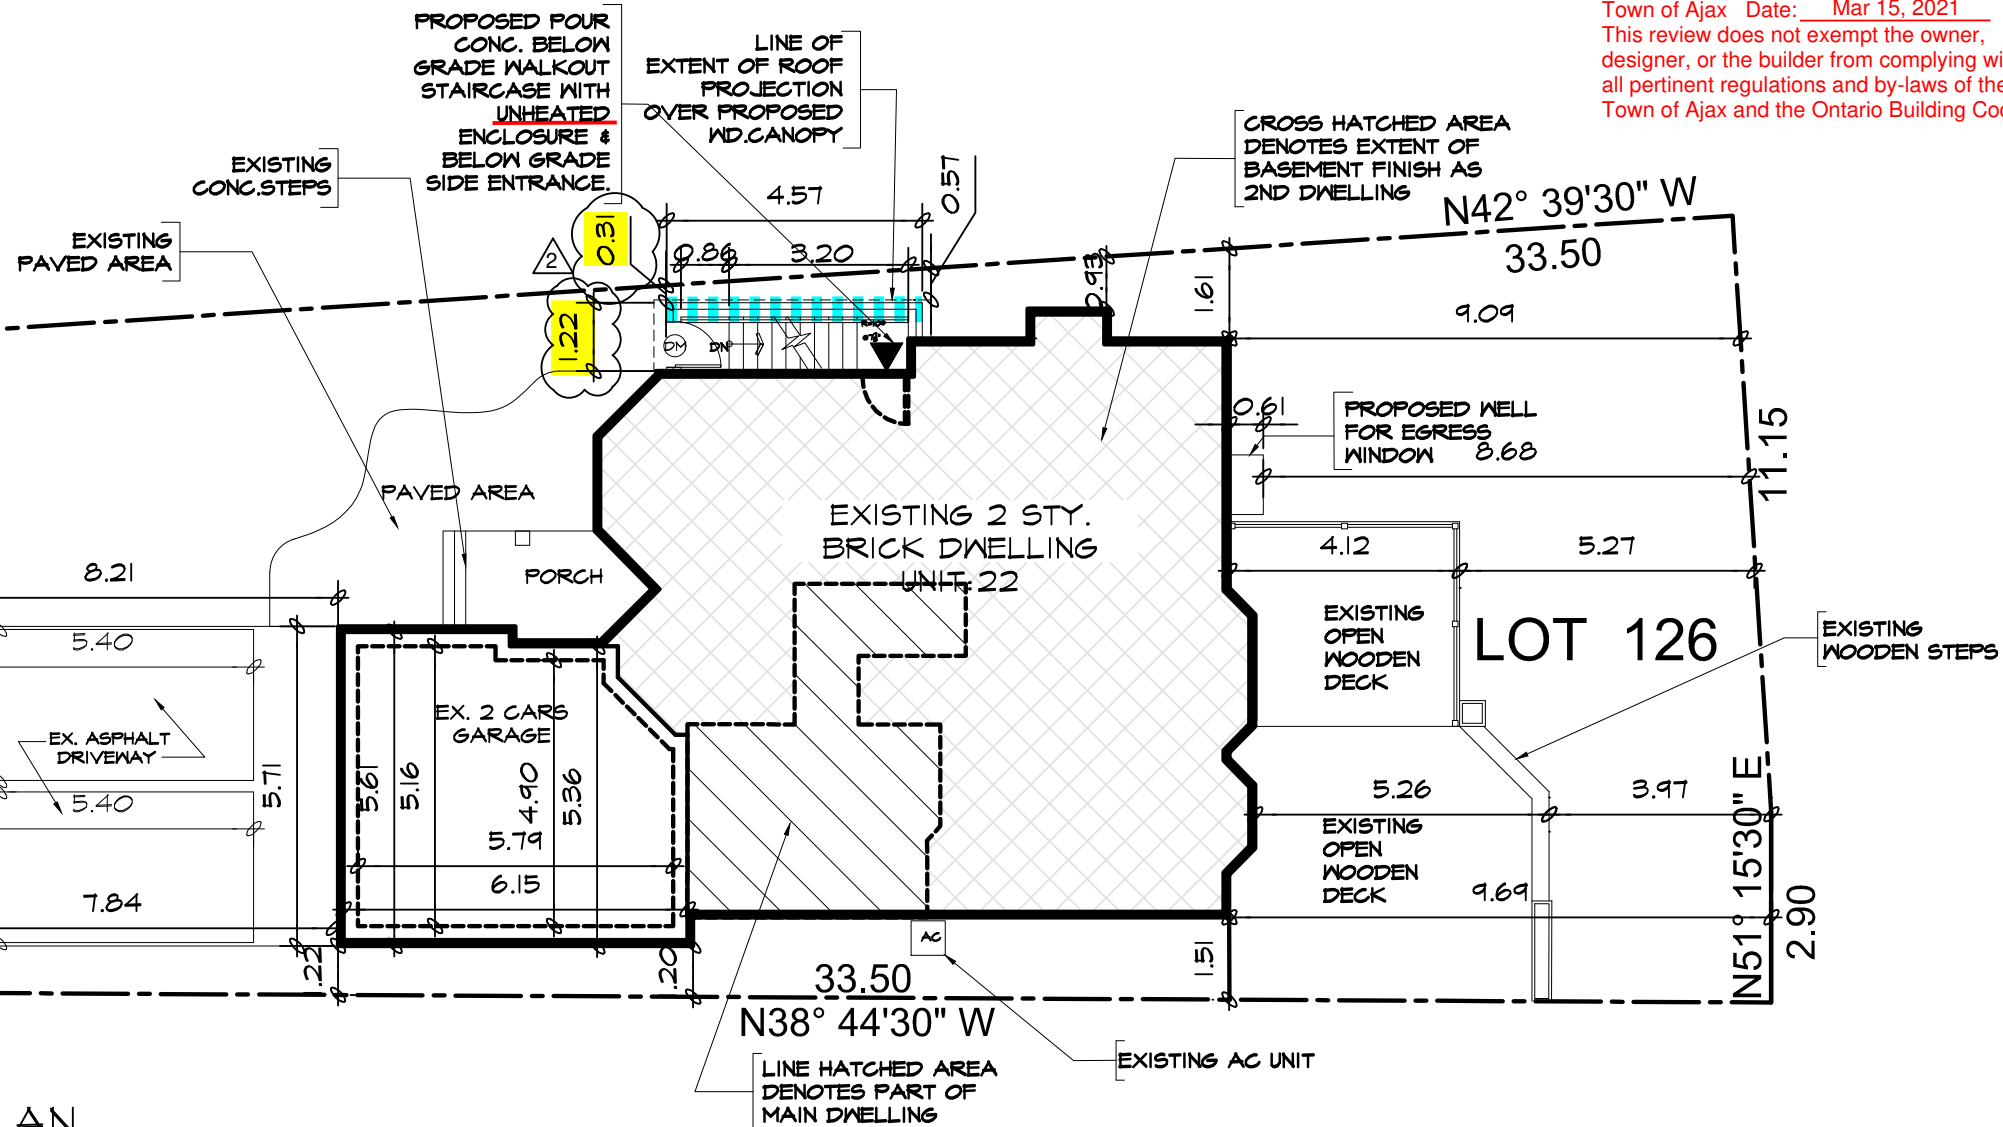 Town of Ajax Date: Mar 15, 2021
This review does not exempt the owner,
designer, or the builder from complying wi
all pertinent regulations and by-laws of the
Town of Ajax and the Ontario Building Co
PROPOSED POUR
CONC. BELOW
GRADE WALKOUT
STAIRCASE WITH
UNHEATED
ENCLOSURE &
BELOW GRADE
SIDE ENTRANCE.
LINE OF
EXTENT OF ROOF
PROJECTION
OVER PROPOSED
WD.CANOPY
CROSS HATCHED AREA
DENOTES EXTENT OF
BASEMENT FINISH AS
2ND DWELLING
EXISTING
CONC.STEPS
EXISTING
PAVED AREA
4.57
0.57
0.31
2
0.86
3.20
1.22
DM
DN
0.93
1.61
N42° 39'30" W
33.50
9.09
0.61
PROPOSED WELL
FOR EGRESS
WINDOW
8.68
11.15
PAVED AREA
EXISTING 2 STY.
BRICK DWELLING
UNIT 22
PORCH
8.21
4.12
5.27
EXISTING
OPEN
WOODEN
DECK
LOT 126
EXISTING
WOODEN STEPS
5.40
EX. ASPHALT
DRIVEWAY
5.40
5.71
EX. 2 CARS
GARAGE
5.61
5.16
4.90
5.36
5.79
6.15
5.26
3.97
EXISTING
OPEN
WOODEN
DECK
9.69
7.84
N51° 15'30" E
2.90
AC
.22
.20
1.51
33.50
N38° 44'30" W
EXISTING AC UNIT
LINE HATCHED AREA
DENOTES PART OF
MAIN DWELLING
AN